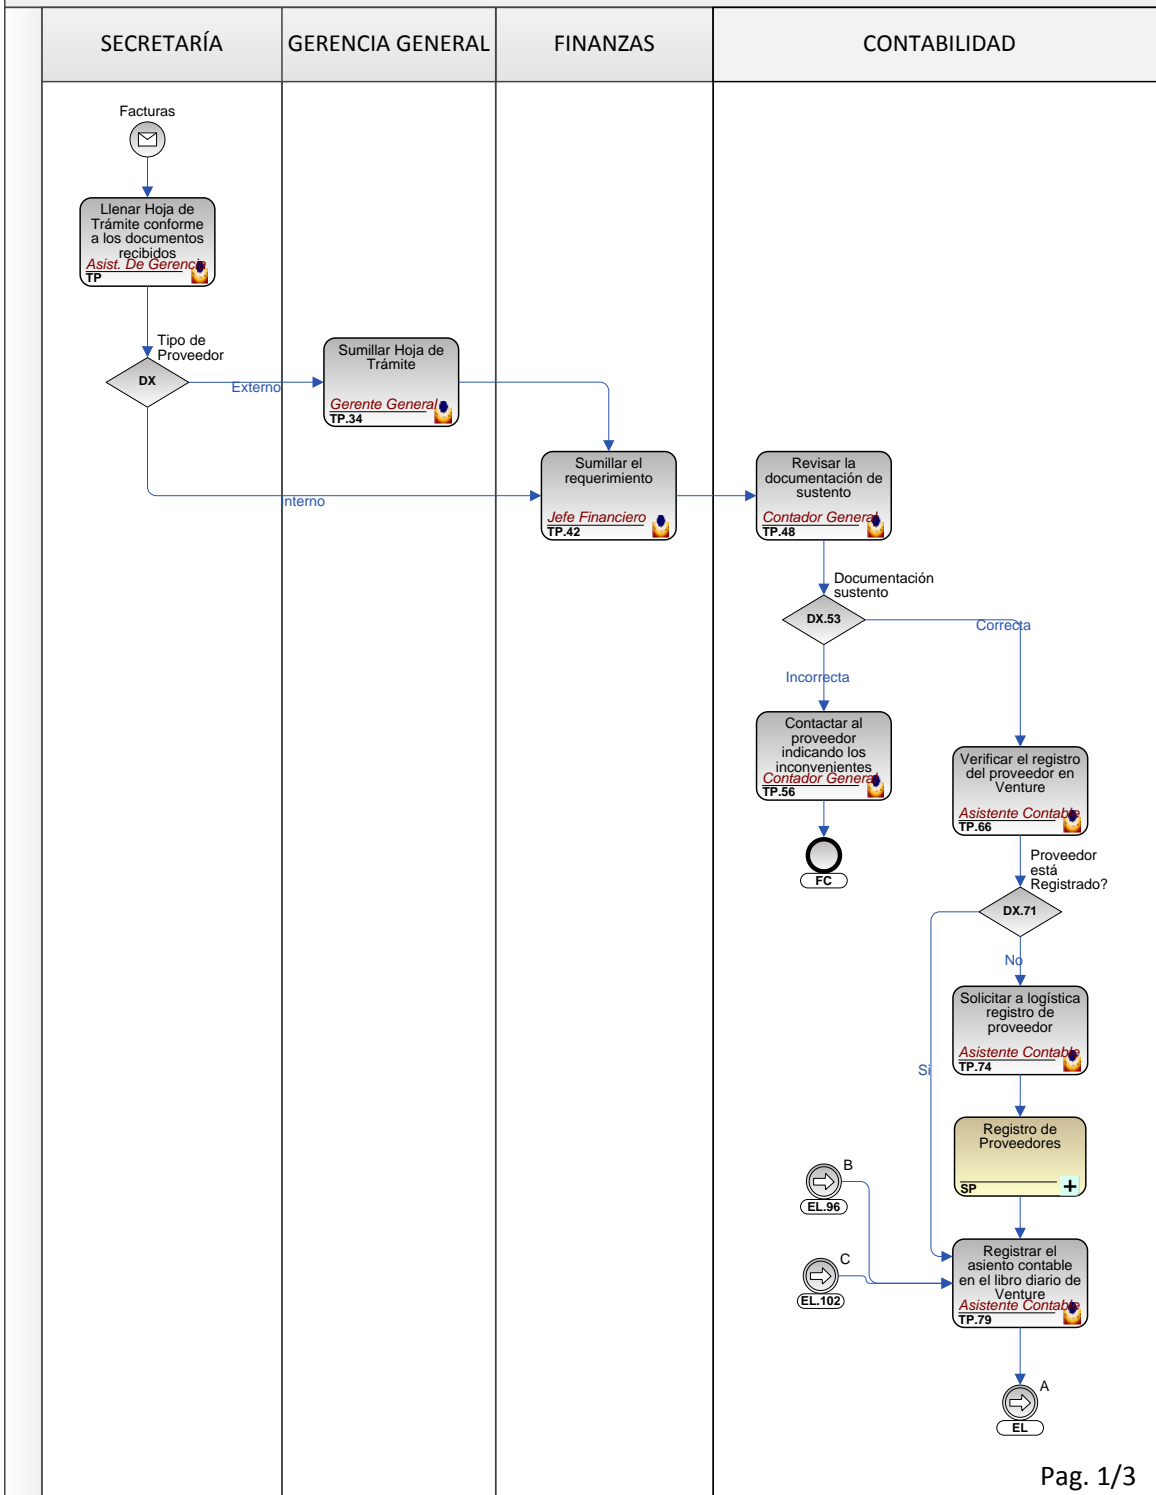 SECRETARÍA
GERENCIA GENERAL
FINANZAS
CONTABILIDAD
Facturas
Llenar Hoja de
Trámite conforme
a los documentos
recibidos
Asist. De Gerencia
TP
Tipo de
Proveedor
DX
Externo
Interno
Sumillar Hoja de
Trámite
Gerente General
TP.34
Sumillar el
requerimiento
Jefe Financiero
TP.42
Revisar la
documentación de
sustento
Contador General
TP.48
Documentación
sustento
DX.53
Correcta
Incorrecta
Contactar al
proveedor
indicando los
inconvenientes
Contador General
TP.56
FC
Verificar el registro
del proveedor en
Venture
Asistente Contable
TP.66
Proveedor
está
Registrado?
DX.71
No
Si
Solicitar a logística
registro de
proveedor
Asistente Contable
TP.74
Registro de
Proveedores
SP
B
EL.96
C
EL.102
Registrar el
asiento contable
en el libro diario de
Venture
Asistente Contable
TP.79
A
EL
Pag. 1/3